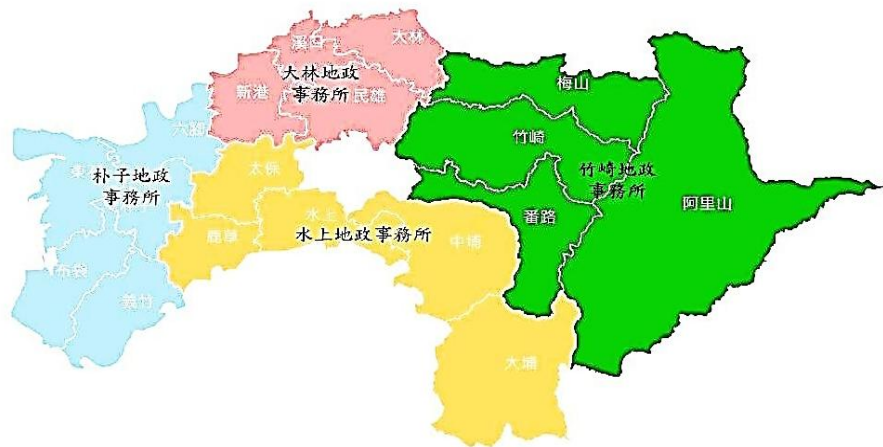 溪口
大林
大林地政
事務所
新港
民雄
梅山
六腳
竹崎
太保
朴子地政
事務所
竹崎地政
事務所
阿里山
番路
水上
鹿草
水上地政事務所
中埔
布袋
義竹
大埔